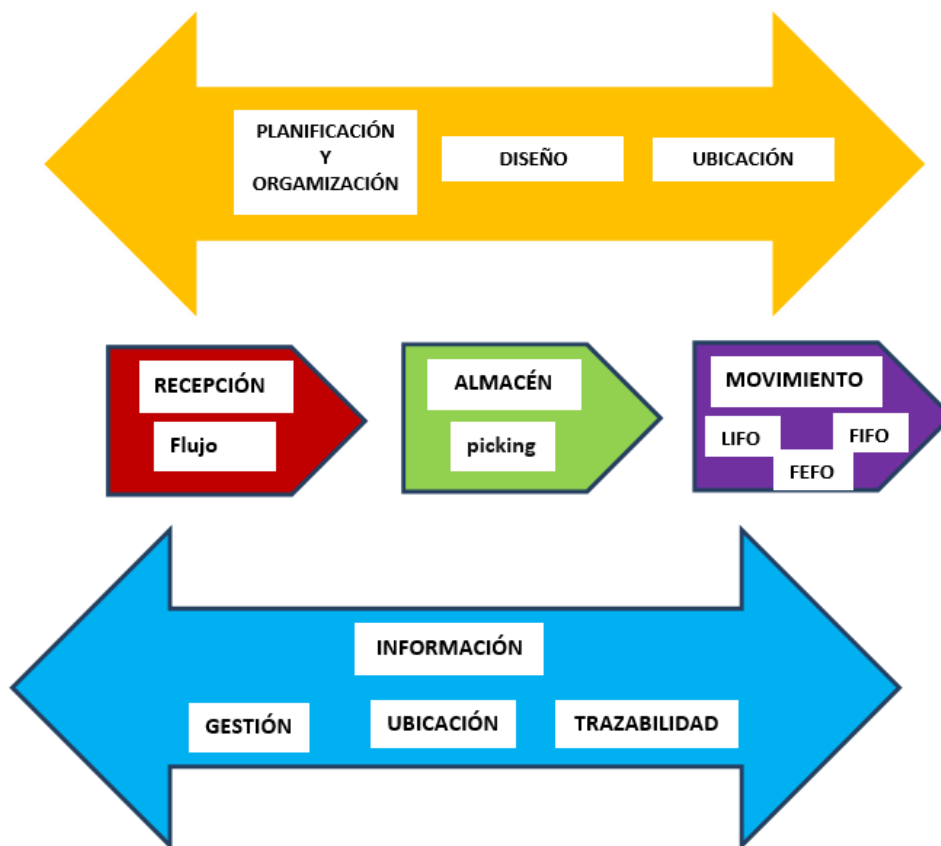 PLANIFICACIÓN
Y
ORGAMIZACIÓN
DISEÑO
UBICACIÓN
RECEPCIÓN
Flujo
ALMACÉN
picking
MOVIMIENTO
LIFO
FIFO
FEFO
INFORMACIÓN
GESTIÓN
UBICACIÓN
TRAZABILIDAD